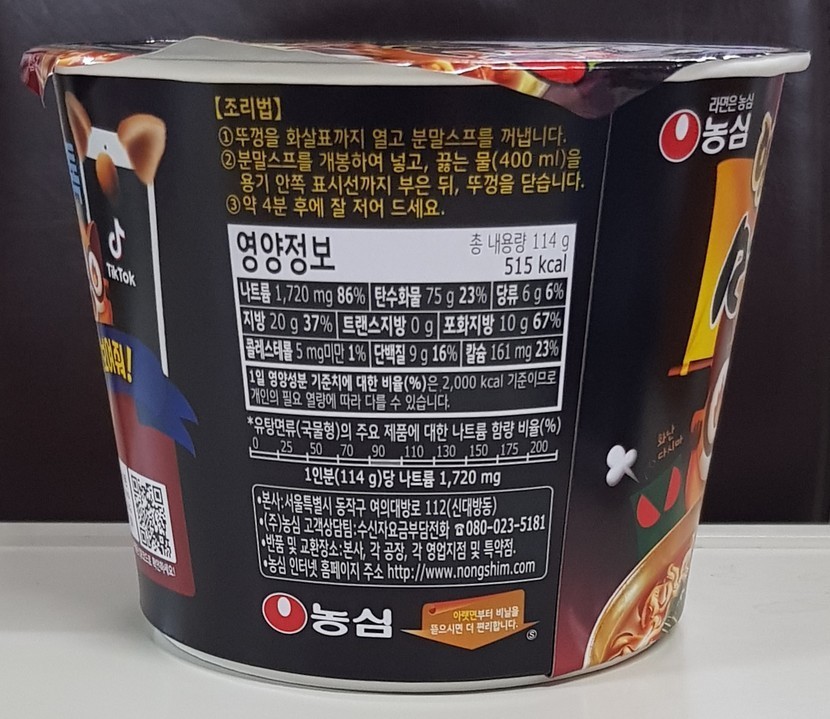 【조리법】
①뚜껑을 화살표까지 열고 분말스프를 꺼냅니다.
②분말스프를 개봉하여 넣고, 끓는 물(400 ml)을
용기 안쪽 표시선까지 부은 뒤, 뚜껑을 닫습니다.
③약 4분 후에 잘 저어 드세요.
영양정보
총 내용량 114 g
515 kcal
나트륨 1,720 mg 86% 탄수화물 75 g 23% 당류 6 g 6%
지방 20 g 37% 트랜스지방 0 g 포화지방 10 g 67%
콜레스테롤 5 mg미만 1% 단백질 9 g 16% 칼슘 161 mg 23%
1일 영양성분 기준치에 대한 비율(%)은 2,000 kcal 기준이므로
개인의 필요 열량에 따라 다를 수 있습니다.
*유탕면류(국물형)의 주요 제품에 대한 나트륨 함량 비율(%)
0 25 50 70 90 110 130 150 175 200
1인분(114 g)당 나트륨 1,720 mg
•본사:서울특별시 동작구 여의대방로 112(신대방동)
•(주)농심 고객상담팀:수신자요금부담전화 ☎080-023-5181
•반품 및 교환장소:본사, 각 공장, 각 영업지점 및 특약점.
•농심 인터넷 홈페이지 주소 http://www.nongshim.com
농심
아랫면부터 비닐을
뜯으시면 더 편리합니다.
Ⓢ
라면은 농심
농심
TikTok
화난
다시마